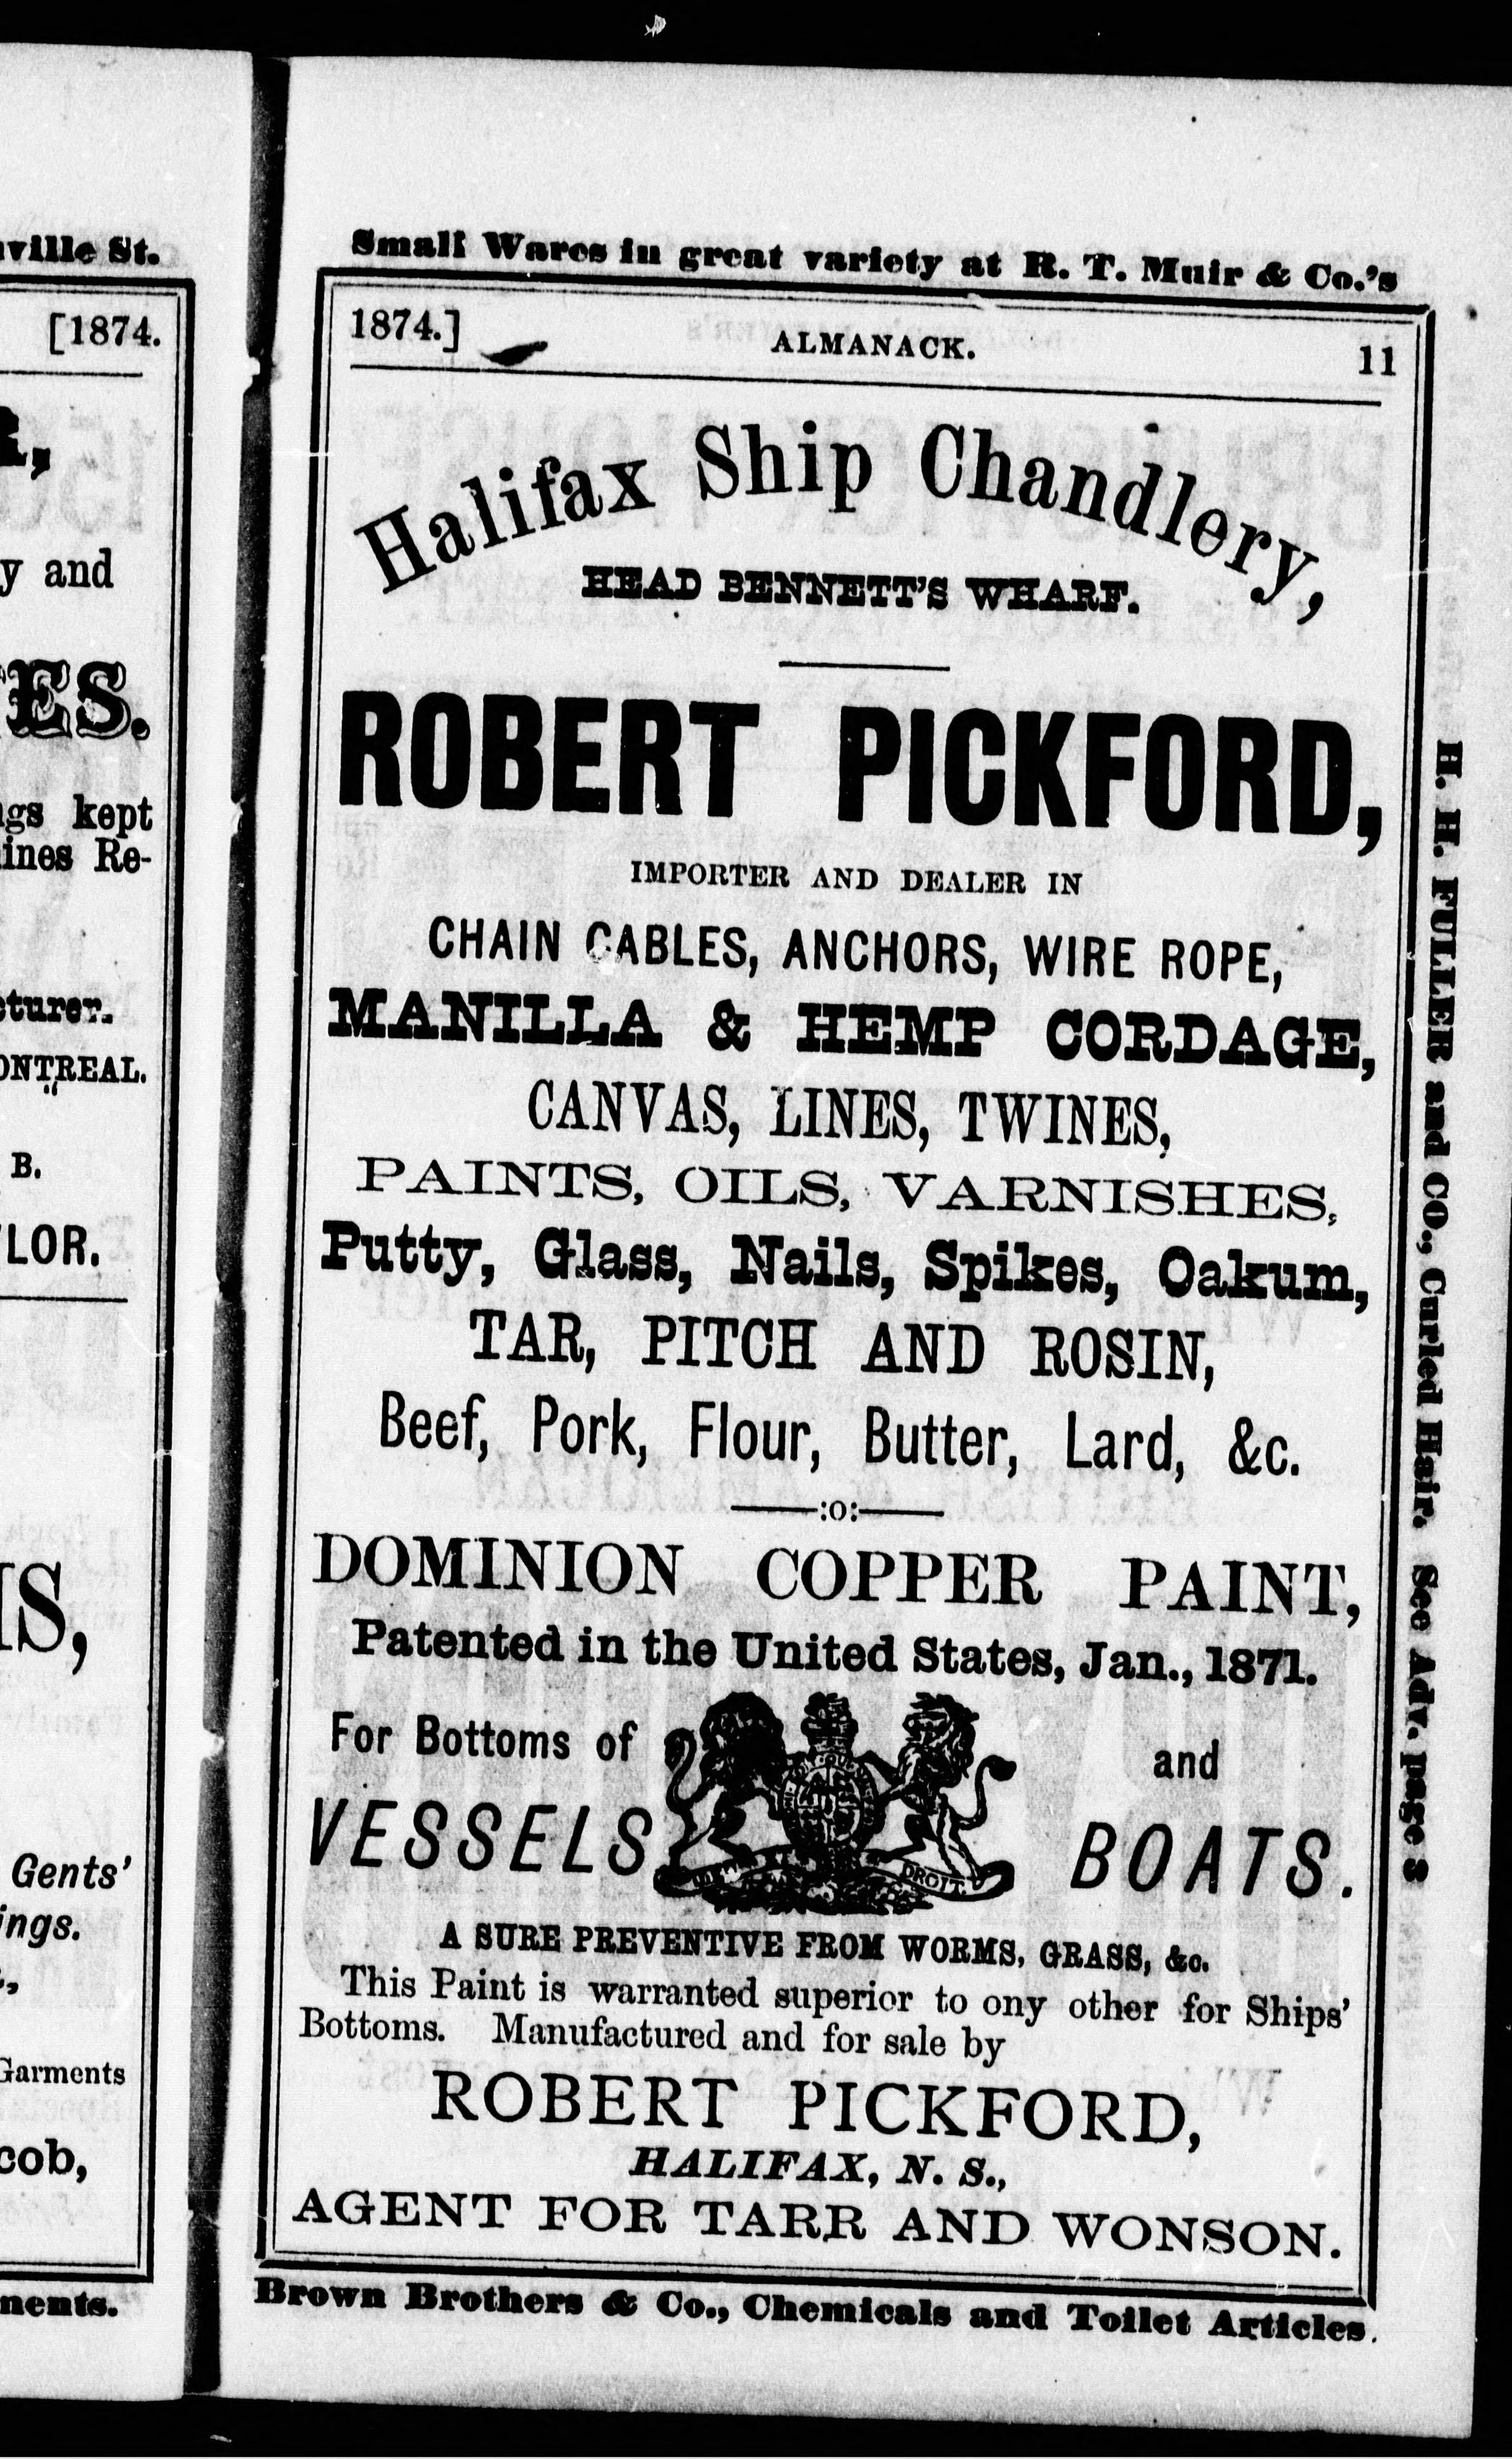 ville St.
[1874.
R,
y and
ES.
gs kept
ines Re-
cturer.
ONTREAL.
"
B.
LOR.
S,
Gents'
ings.
Garments
cob,
nents.
Small Wares in great variety at R. T. Muir & Co.'s
1874.] ALMANACK. 11
Halifax Ship Chandlery,
HEAD BENNETT'S WHARF.
ROBERT PICKFORD,
IMPORTER AND DEALER IN
CHAIN CABLES, ANCHORS, WIRE ROPE,
MANILLA & HEMP CORDAGE,
CANVAS, LINES, TWINES,
PAINTS, OILS, VARNISHES,
Putty, Glass, Nails, Spikes, Oakum,
TAR, PITCH AND ROSIN,
Beef, Pork, Flour, Butter, Lard, &c.
:o:
DOMINION COPPER PAINT,
Patented in the United States, Jan., 1871.
For Bottoms of and
VESSELS BOATS.
DROIT.
A SURE PREVENTIVE FROM WORMS, GRASS, &c.
This Paint is warranted superior to ony other for Ships'
Bottoms. Manufactured and for sale by
ROBERT PICKFORD,
HALIFAX, N. S.,
AGENT FOR TARR AND WONSON.
Brown Brothers & Co., Chemicals and Toilet Articles.
H. H. FULLER and CO., Curled Hair. See Adv. page 8